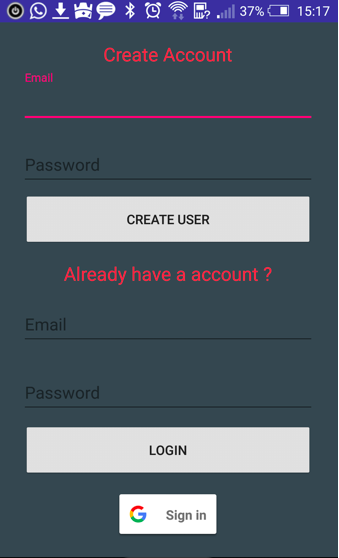 37% 15:17
Create Account
Email
Password
CREATE USER
Already have a account ?
Email
Password
LOGIN
Sign in